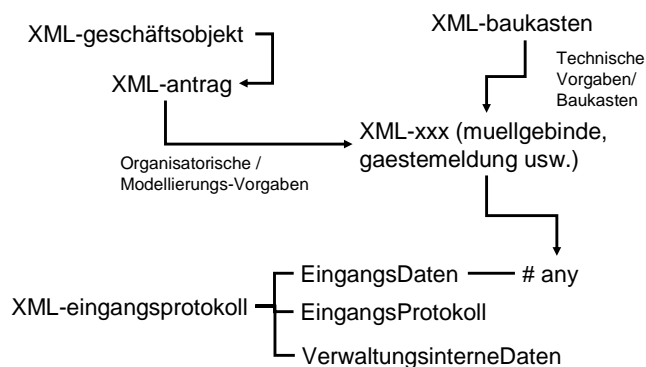 XML-geschäftsobjekt
XML-baukasten
Technische
Vorgaben/
Baukasten
XML-antrag
XML-xxx (muellgebinde,
gaestemeldung usw.)
Organisatorische /
Modellierungs-Vorgaben
EingangsDaten
# any
XML-eingangsprotokoll
EingangsProtokoll
VerwaltungsinterneDaten